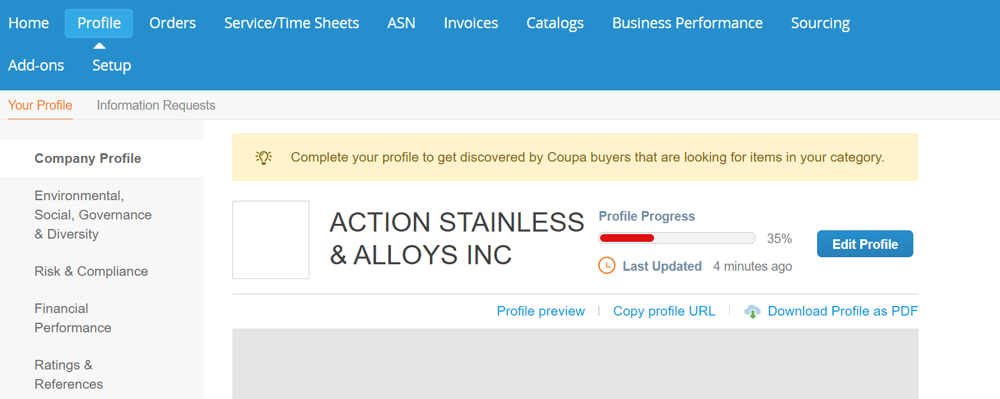 Home Profile Orders Service/Time Sheets ASN Invoices Catalogs Business Performance Sourcing
Add-ons Setup
Your Profile Information Requests
Company Profile
Environmental,
Social, Governance
& Diversity
Risk & Compliance
Financial
Performance
Ratings &
References
Complete your profile to get discovered by Coupa buyers that are looking for items in your category.
ACTION STAINLESS
& ALLOYS INC
Profile Progress
35%
Last Updated 4 minutes ago
Edit Profile
Profile preview Copy profile URL Download Profile as PDF